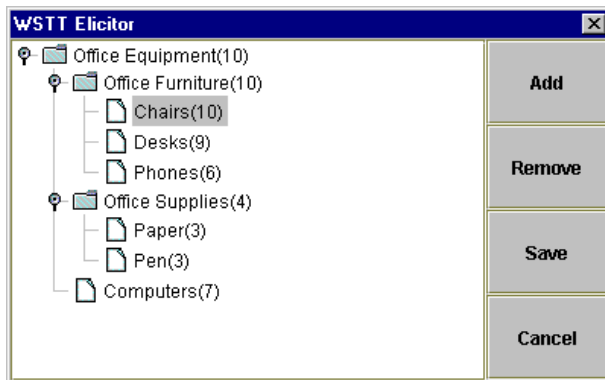 WSTT Elicitor
Office Equipment(10)
Office Furniture(10)
Chairs(10)
Desks(9)
Phones(6)
Office Supplies(4)
Paper(3)
Pen(3)
Computers(7)
Add
Remove
Save
Cancel